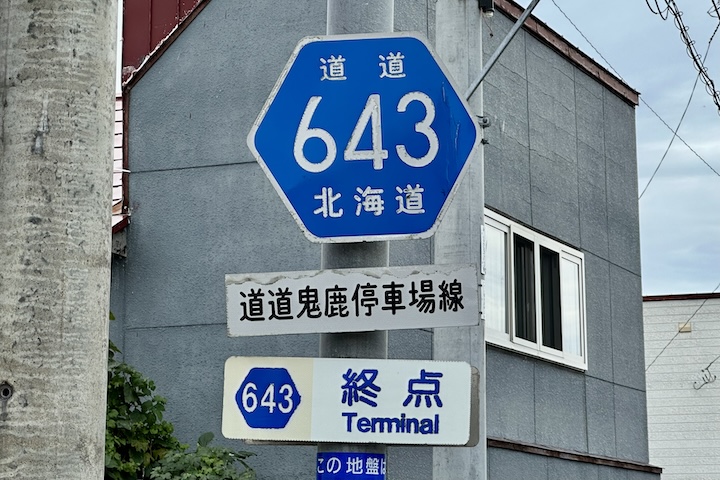 道道
643
北海道
道道鬼鹿停車場線
643
終点
Terminal
この地盤は